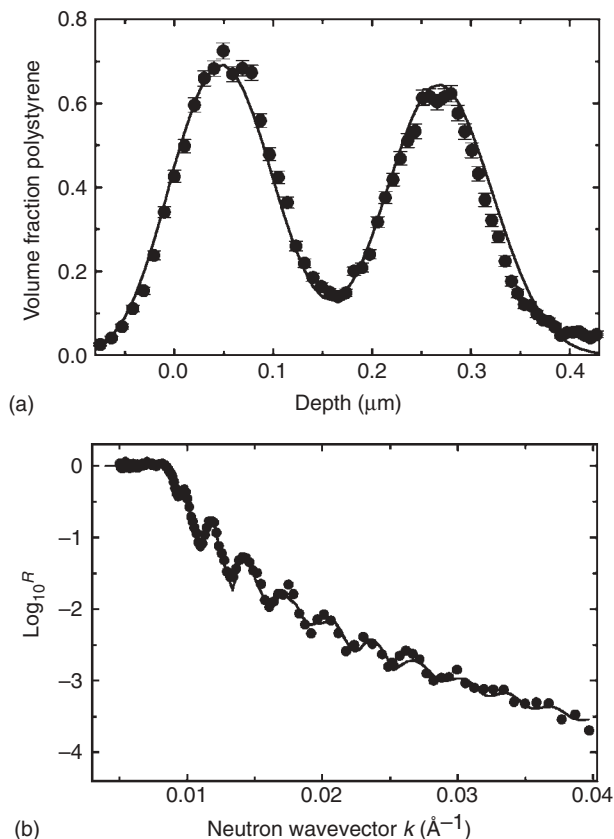 0.8
0.6
0.4
0.2
0.0
Volume fraction polystyrene
0.0 0.1 0.2 0.3 0.4
Depth (μm)
(a)
0
–1
–2
–3
–4
Log₁₀R
0.01 0.02 0.03 0.04
Neutron wavevector k (Å⁻¹)
(b)